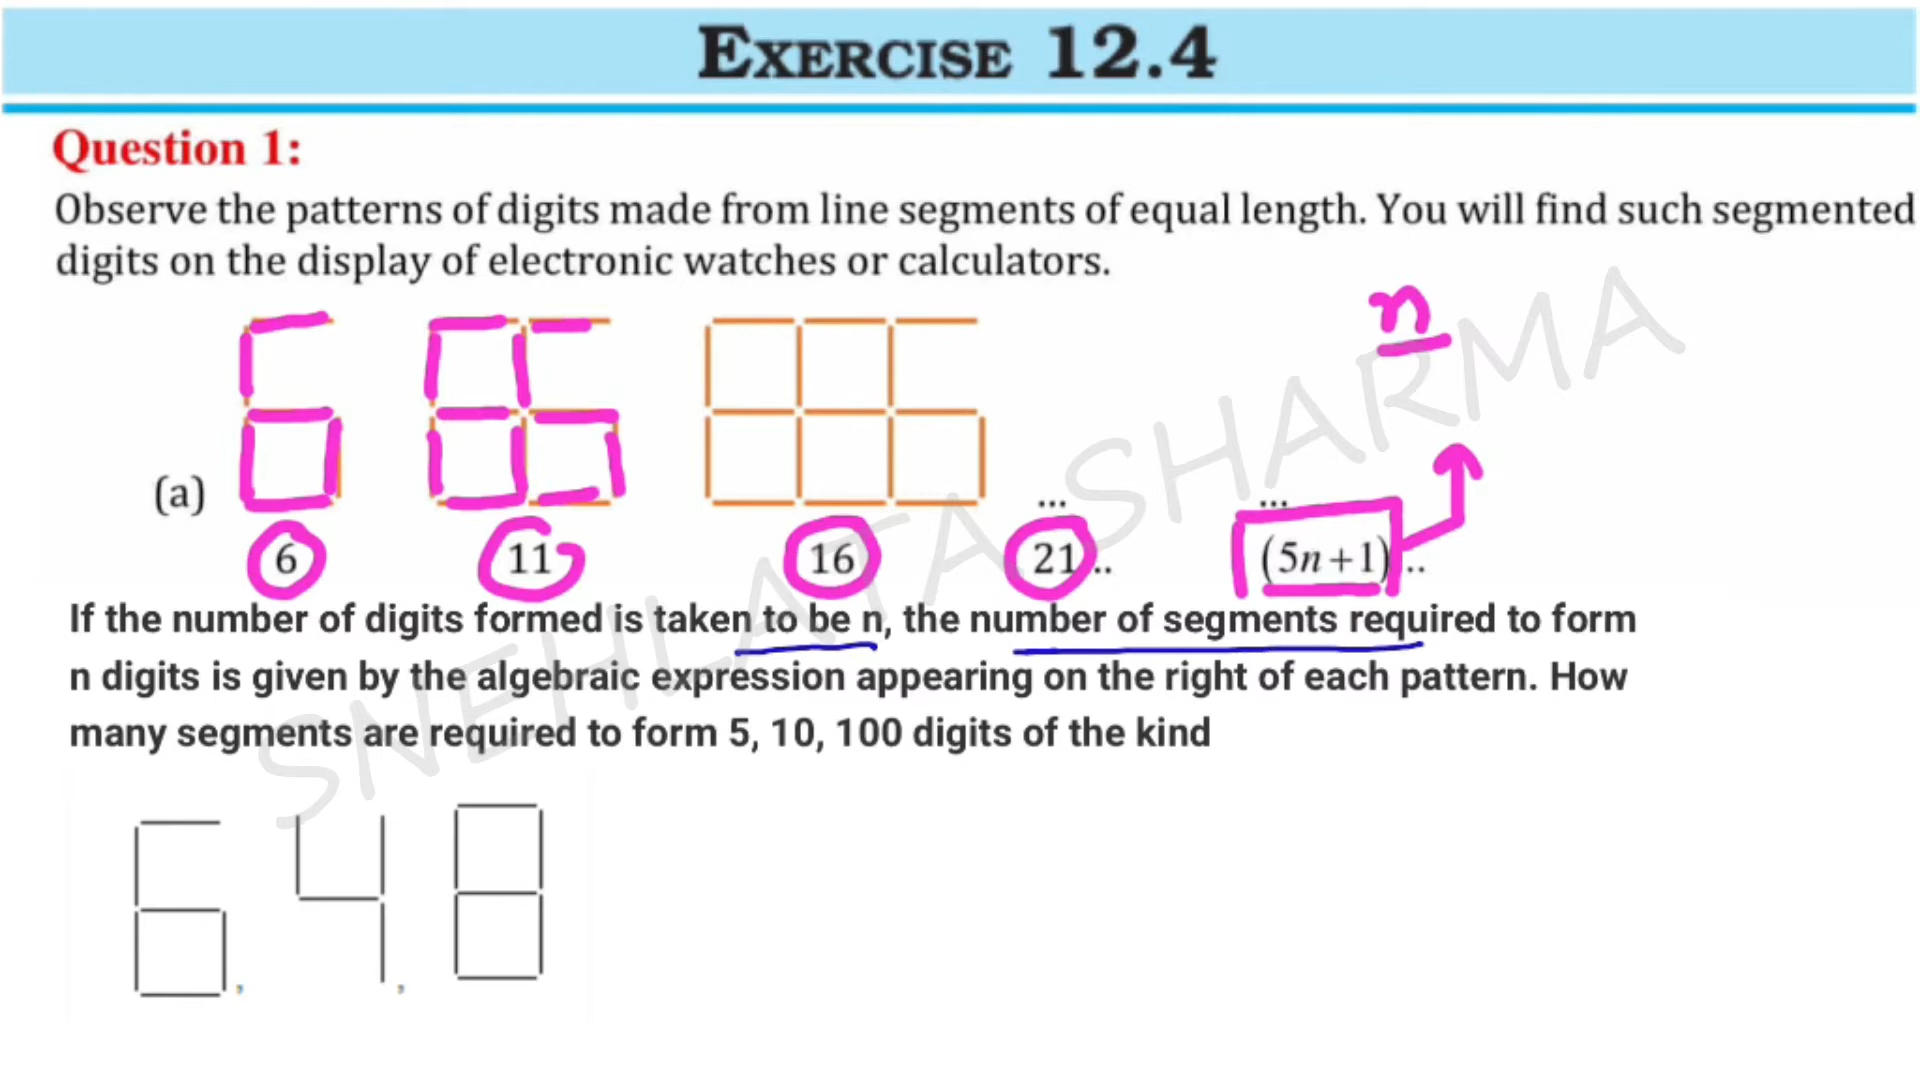 EXERCISE 12.4
Question 1:
Observe the patterns of digits made from line segments of equal length. You will find such segmented
digits on the display of electronic watches or calculators.
n
(a) ... ...
6 11 16 21.. (5n+1)..
If the number of digits formed is taken to be n, the number of segments required to form
n digits is given by the algebraic expression appearing on the right of each pattern. How
many segments are required to form 5, 10, 100 digits of the kind
6, 4, 8
SNEHLATA SHARMA